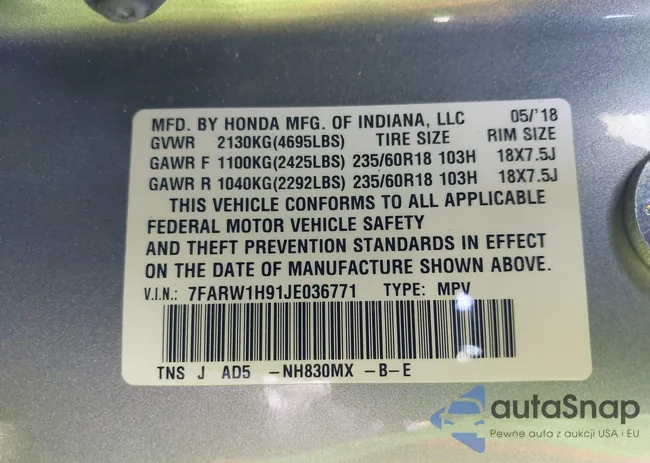 MFD. BY HONDA MFG. OF INDIANA, LLC 05/'18
GVWR 2130KG(4695LBS) TIRE SIZE RIM SIZE
GAWR F 1100KG(2425LBS) 235/60R18 103H 18X7.5J
GAWR R 1040KG(2292LBS) 235/60R18 103H 18X7.5J
THIS VEHICLE CONFORMS TO ALL APPLICABLE
FEDERAL MOTOR VEHICLE SAFETY
AND THEFT PREVENTION STANDARDS IN EFFECT
ON THE DATE OF MANUFACTURE SHOWN ABOVE.
V.I.N.: 7FARW1H91JE036771 TYPE: MPV
TNS J AD5 -NH830MX -B-E
autaSnap
Pewne auta z aukcji USA i EU